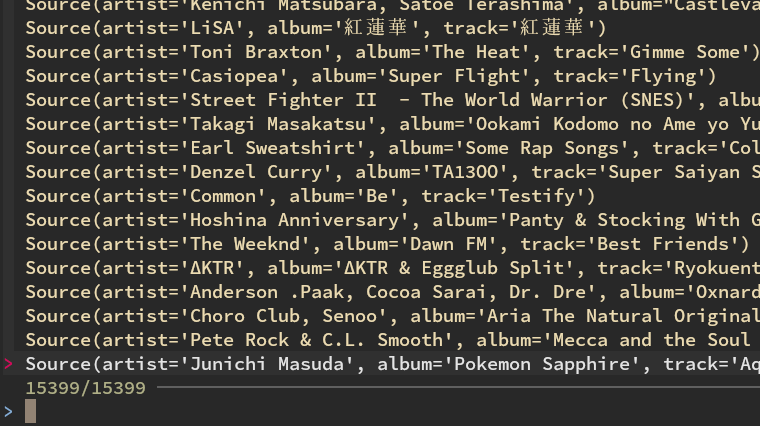 Source(artist='Kenichi Matsubara, Satoe Terashima', album="Castleva
Source(artist='LiSA', album='紅蓮華', track='紅蓮華')
Source(artist='Toni Braxton', album='The Heat', track='Gimme Some')
Source(artist='Casiopea', album='Super Flight', track='Flying')
Source(artist='Street Fighter II  - The World Warrior (SNES)', albu
Source(artist='Takagi Masakatsu', album='Ookami Kodomo no Ame yo Yu
Source(artist='Earl Sweatshirt', album='Some Rap Songs', track='Col
Source(artist='Denzel Curry', album='TA13OO', track='Super Saiyan S
Source(artist='Common', album='Be', track='Testify')
Source(artist='Hoshina Anniversary', album='Panty & Stocking With G
Source(artist='The Weeknd', album='Dawn FM', track='Best Friends')
Source(artist='ΔKTR', album='ΔKTR & Eggglub Split', track='Ryokuent
Source(artist='Anderson .Paak, Cocoa Sarai, Dr. Dre', album='Oxnard
Source(artist='Choro Club, Senoo', album='Aria The Natural Original
Source(artist='Pete Rock & C.L. Smooth', album='Mecca and the Soul
> Source(artist='Junichi Masuda', album='Pokemon Sapphire', track='Aq
15399/15399
>